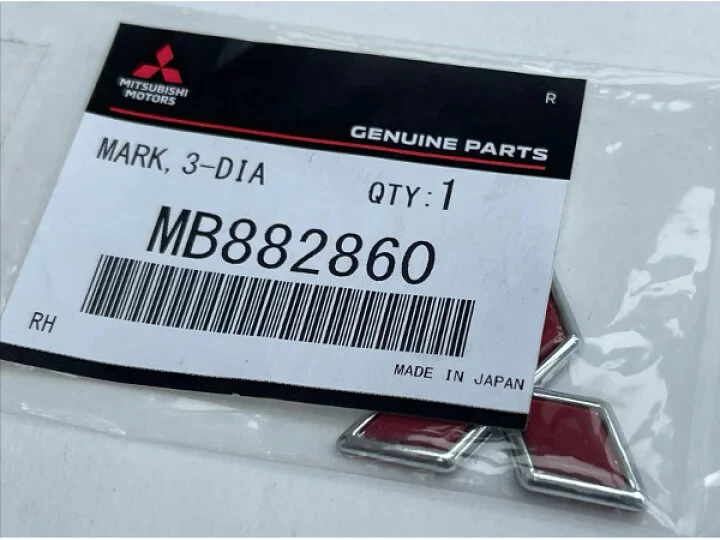 MITSUBISHI
MOTORS
R
GENUINE PARTS
MARK, 3-DIA
QTY: 1
MB882860
RH
MADE IN JAPAN